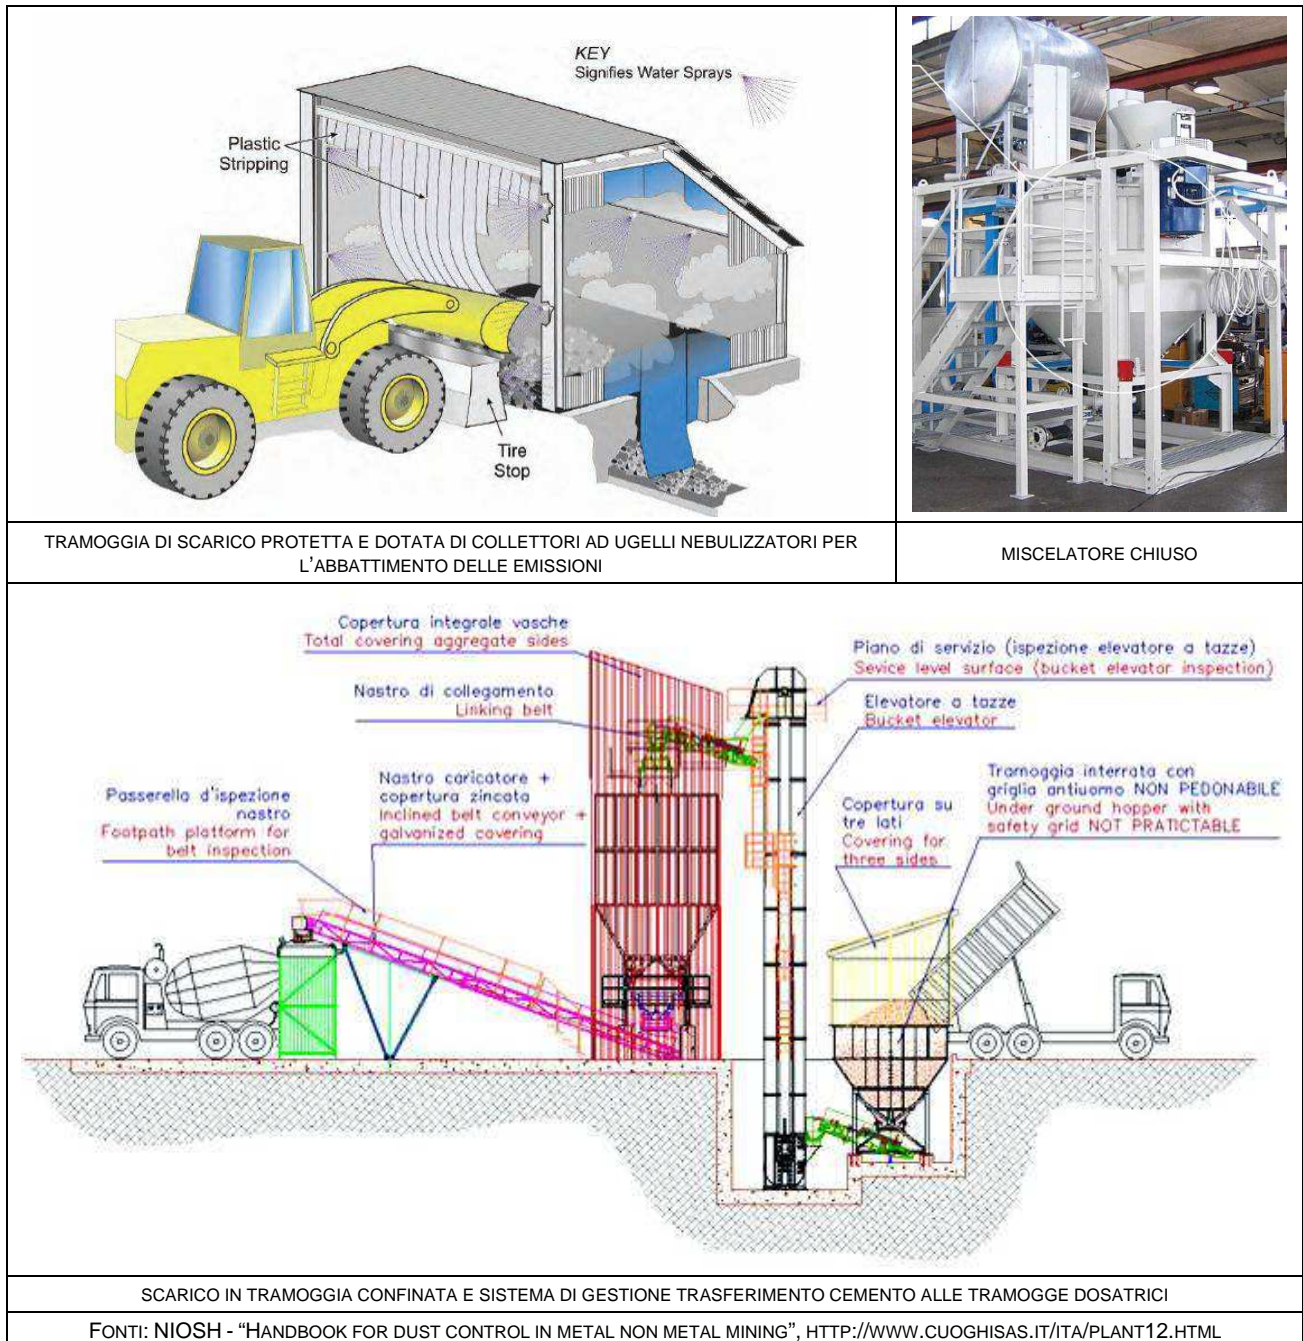 KEY
Signifies Water Sprays
Plastic
Stripping
Tire
Stop
TRAMOGGIA DI SCARICO PROTETTA E DOTATA DI COLLETTORI AD UGELLI NEBULIZZATORI PER
L'ABBATTIMENTO DELLE EMISSIONI
MISCELATORE CHIUSO
Copertura integrale vasche
Total covering aggregate sides
Nastro di collegamento
Linking belt
Piano di servizio (ispezione elevatore a tazze)
Sevice level surface (bucket elevator inspection)
Elevatore a tazze
Bucket elevator
Passerella d'ispezione
nastro
Footpath platform for
belt inspection
Nastro caricatore +
copertura zincata
Inclined belt conveyor +
galvanized covering
Copertura su
tre lati
Covering for
three sides
Tramoggia interrata con
griglia antiuomo NON PEDONABILE
Under ground hopper with
safety grid NOT PRATICTABLE
SCARICO IN TRAMOGGIA CONFINATA E SISTEMA DI GESTIONE TRASFERIMENTO CEMENTO ALLE TRAMOGGE DOSATRICI
FONTI: NIOSH - "HANDBOOK FOR DUST CONTROL IN METAL NON METAL MINING", HTTP://WWW.CUOGHISAS.IT/ITA/PLANT12.HTML